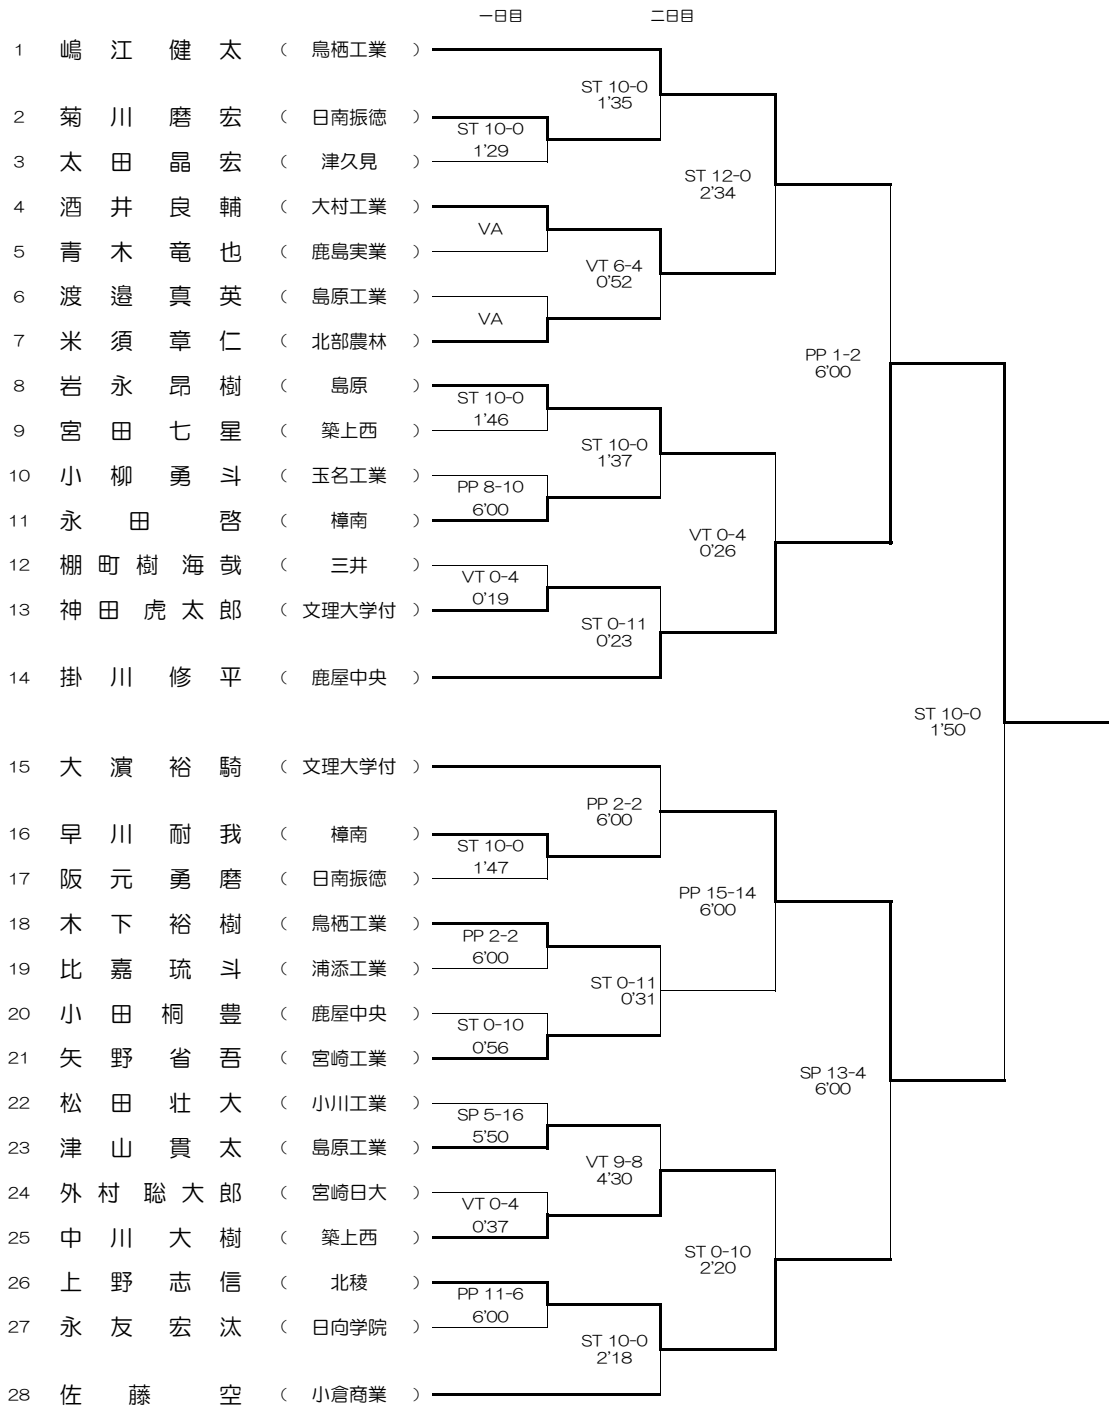 一日目 二日目
1 嶋 江 健 太 （ 鳥栖工業 ）
ST 10-0
1'35
2 菊 川 磨 宏 （ 日南振徳 ）
ST 10-0
1'29
3 太 田 晶 宏 （ 津久見 ）
ST 12-0
2'34
4 酒 井 良 輔 （ 大村工業 ）
VA
5 青 木 竜 也 （ 鹿島実業 ）
VT 6-4
0'52
6 渡 邉 真 英 （ 島原工業 ）
VA
7 米 須 章 仁 （ 北部農林 ）
PP 1-2
6'00
8 岩 永 昂 樹 （ 島原 ）
ST 10-0
1'46
9 宮 田 七 星 （ 築上西 ）
ST 10-0
1'37
10 小 柳 勇 斗 （ 玉名工業 ）
PP 8-10
6'00
11 永 田 啓 （ 樟南 ）
VT 0-4
0'26
12 棚 町 樹 海 哉 （ 三井 ）
VT 0-4
0'19
13 神 田 虎 太 郎 （ 文理大学付 ）
ST 0-11
0'23
14 掛 川 修 平 （ 鹿屋中央 ）
ST 10-0
1'50
15 大 濵 裕 騎 （ 文理大学付 ）
PP 2-2
6'00
16 早 川 耐 我 （ 樟南 ）
ST 10-0
1'47
17 阪 元 勇 磨 （ 日南振徳 ）
PP 15-14
6'00
18 木 下 裕 樹 （ 鳥栖工業 ）
PP 2-2
6'00
19 比 嘉 琉 斗 （ 浦添工業 ）
ST 0-11
0'31
20 小 田 桐 豊 （ 鹿屋中央 ）
ST 0-10
0'56
21 矢 野 省 吾 （ 宮崎工業 ）
SP 13-4
6'00
22 松 田 壮 大 （ 小川工業 ）
SP 5-16
5'50
23 津 山 貫 太 （ 島原工業 ）
VT 9-8
4'30
24 外 村 聡 大 郎 （ 宮崎日大 ）
VT 0-4
0'37
25 中 川 大 樹 （ 築上西 ）
ST 0-10
2'20
26 上 野 志 信 （ 北稜 ）
PP 11-6
6'00
27 永 友 宏 汰 （ 日向学院 ）
ST 10-0
2'18
28 佐 藤 空 （ 小倉商業 ）